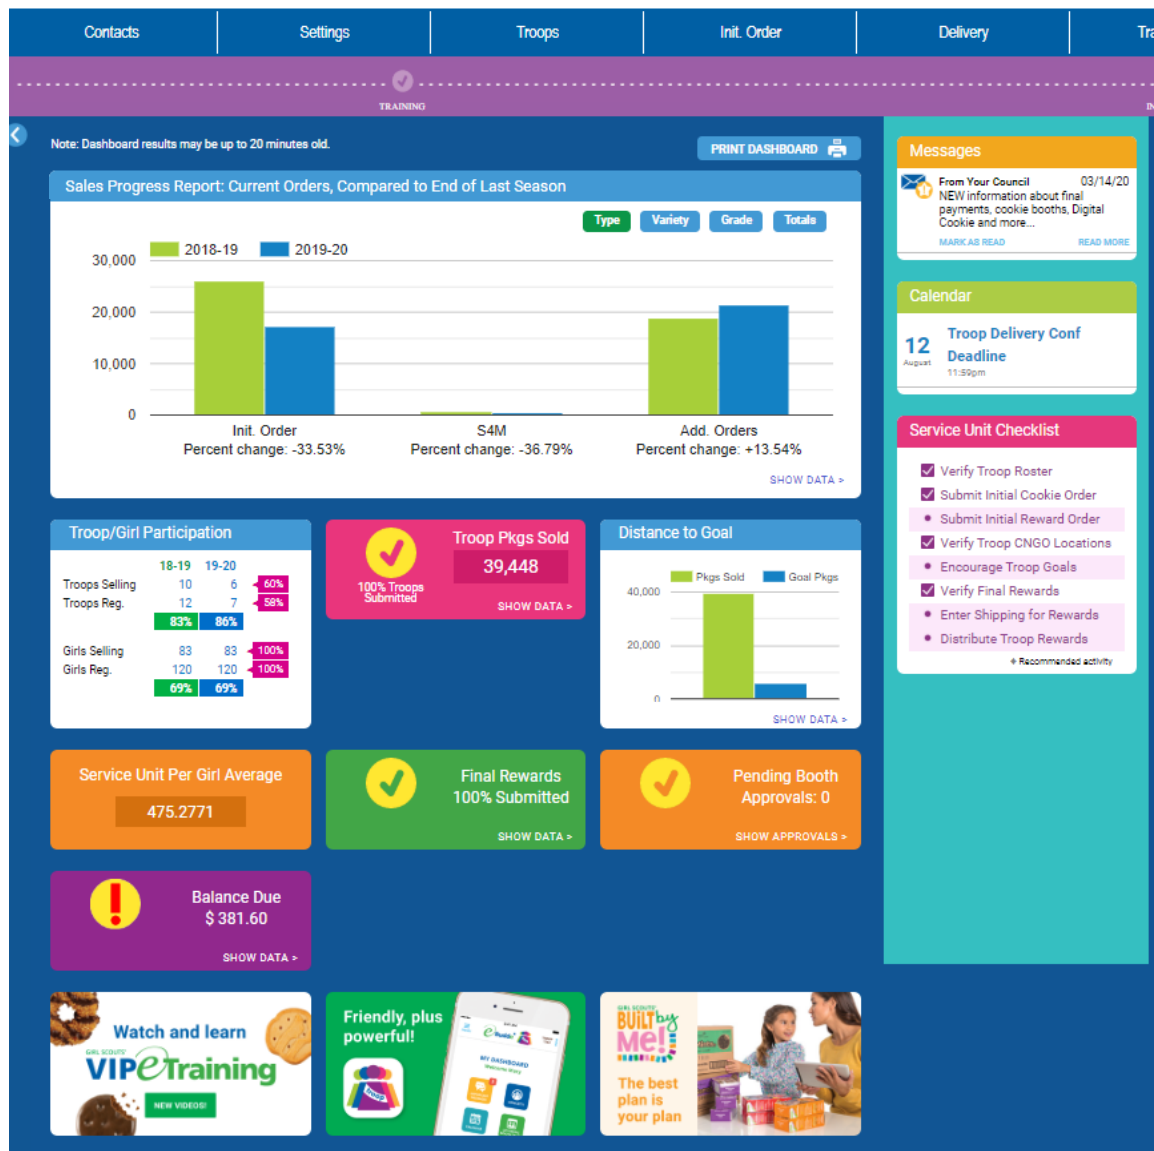 Contacts
Settings
Troops
Init. Order
Delivery
Tra
TRAINING
IN
Note: Dashboard results may be up to 20 minutes old.
PRINT DASHBOARD
Sales Progress Report: Current Orders, Compared to End of Last Season
Type
Variety
Grade
Totals
2018-19
2019-20
30,000
20,000
10,000
0
Init. Order
Percent change: -33.53%
S4M
Percent change: -36.79%
Add. Orders
Percent change: +13.54%
SHOW DATA >
Troop/Girl Participation
18-19 19-20
Troops Selling 10 6 60%
Troops Reg. 12 7 58%
83% 86%
Girls Selling 83 83 100%
Girls Reg. 120 120 100%
69% 69%
100% Troops
Submitted
Troop Pkgs Sold
39,448
SHOW DATA >
Distance to Goal
Pkgs Sold
Goal Pkgs
40,000
20,000
0
SHOW DATA >
Service Unit Per Girl Average
475.2771
Final Rewards
100% Submitted
SHOW DATA >
Pending Booth
Approvals: 0
SHOW APPROVALS >
Balance Due
$ 381.60
SHOW DATA >
Watch and learn
GIRL SCOUTS'
VIP eTraining
NEW VIDEOS!
Friendly, plus
powerful!
troop
MY DASHBOARD
GIRL SCOUTS'
BUILT by
Me!
The best
plan is
your plan
Messages
From Your Council 03/14/20
NEW information about final
payments, cookie booths, Digital
Cookie and more...
MARK AS READ READ MORE
Calendar
12
August
Troop Delivery Conf
Deadline
11:59pm
Service Unit Checklist
Verify Troop Roster
Submit Initial Cookie Order
Submit Initial Reward Order
Verify Troop CNGO Locations
Encourage Troop Goals
Verify Final Rewards
Enter Shipping for Rewards
Distribute Troop Rewards
Recommended activity